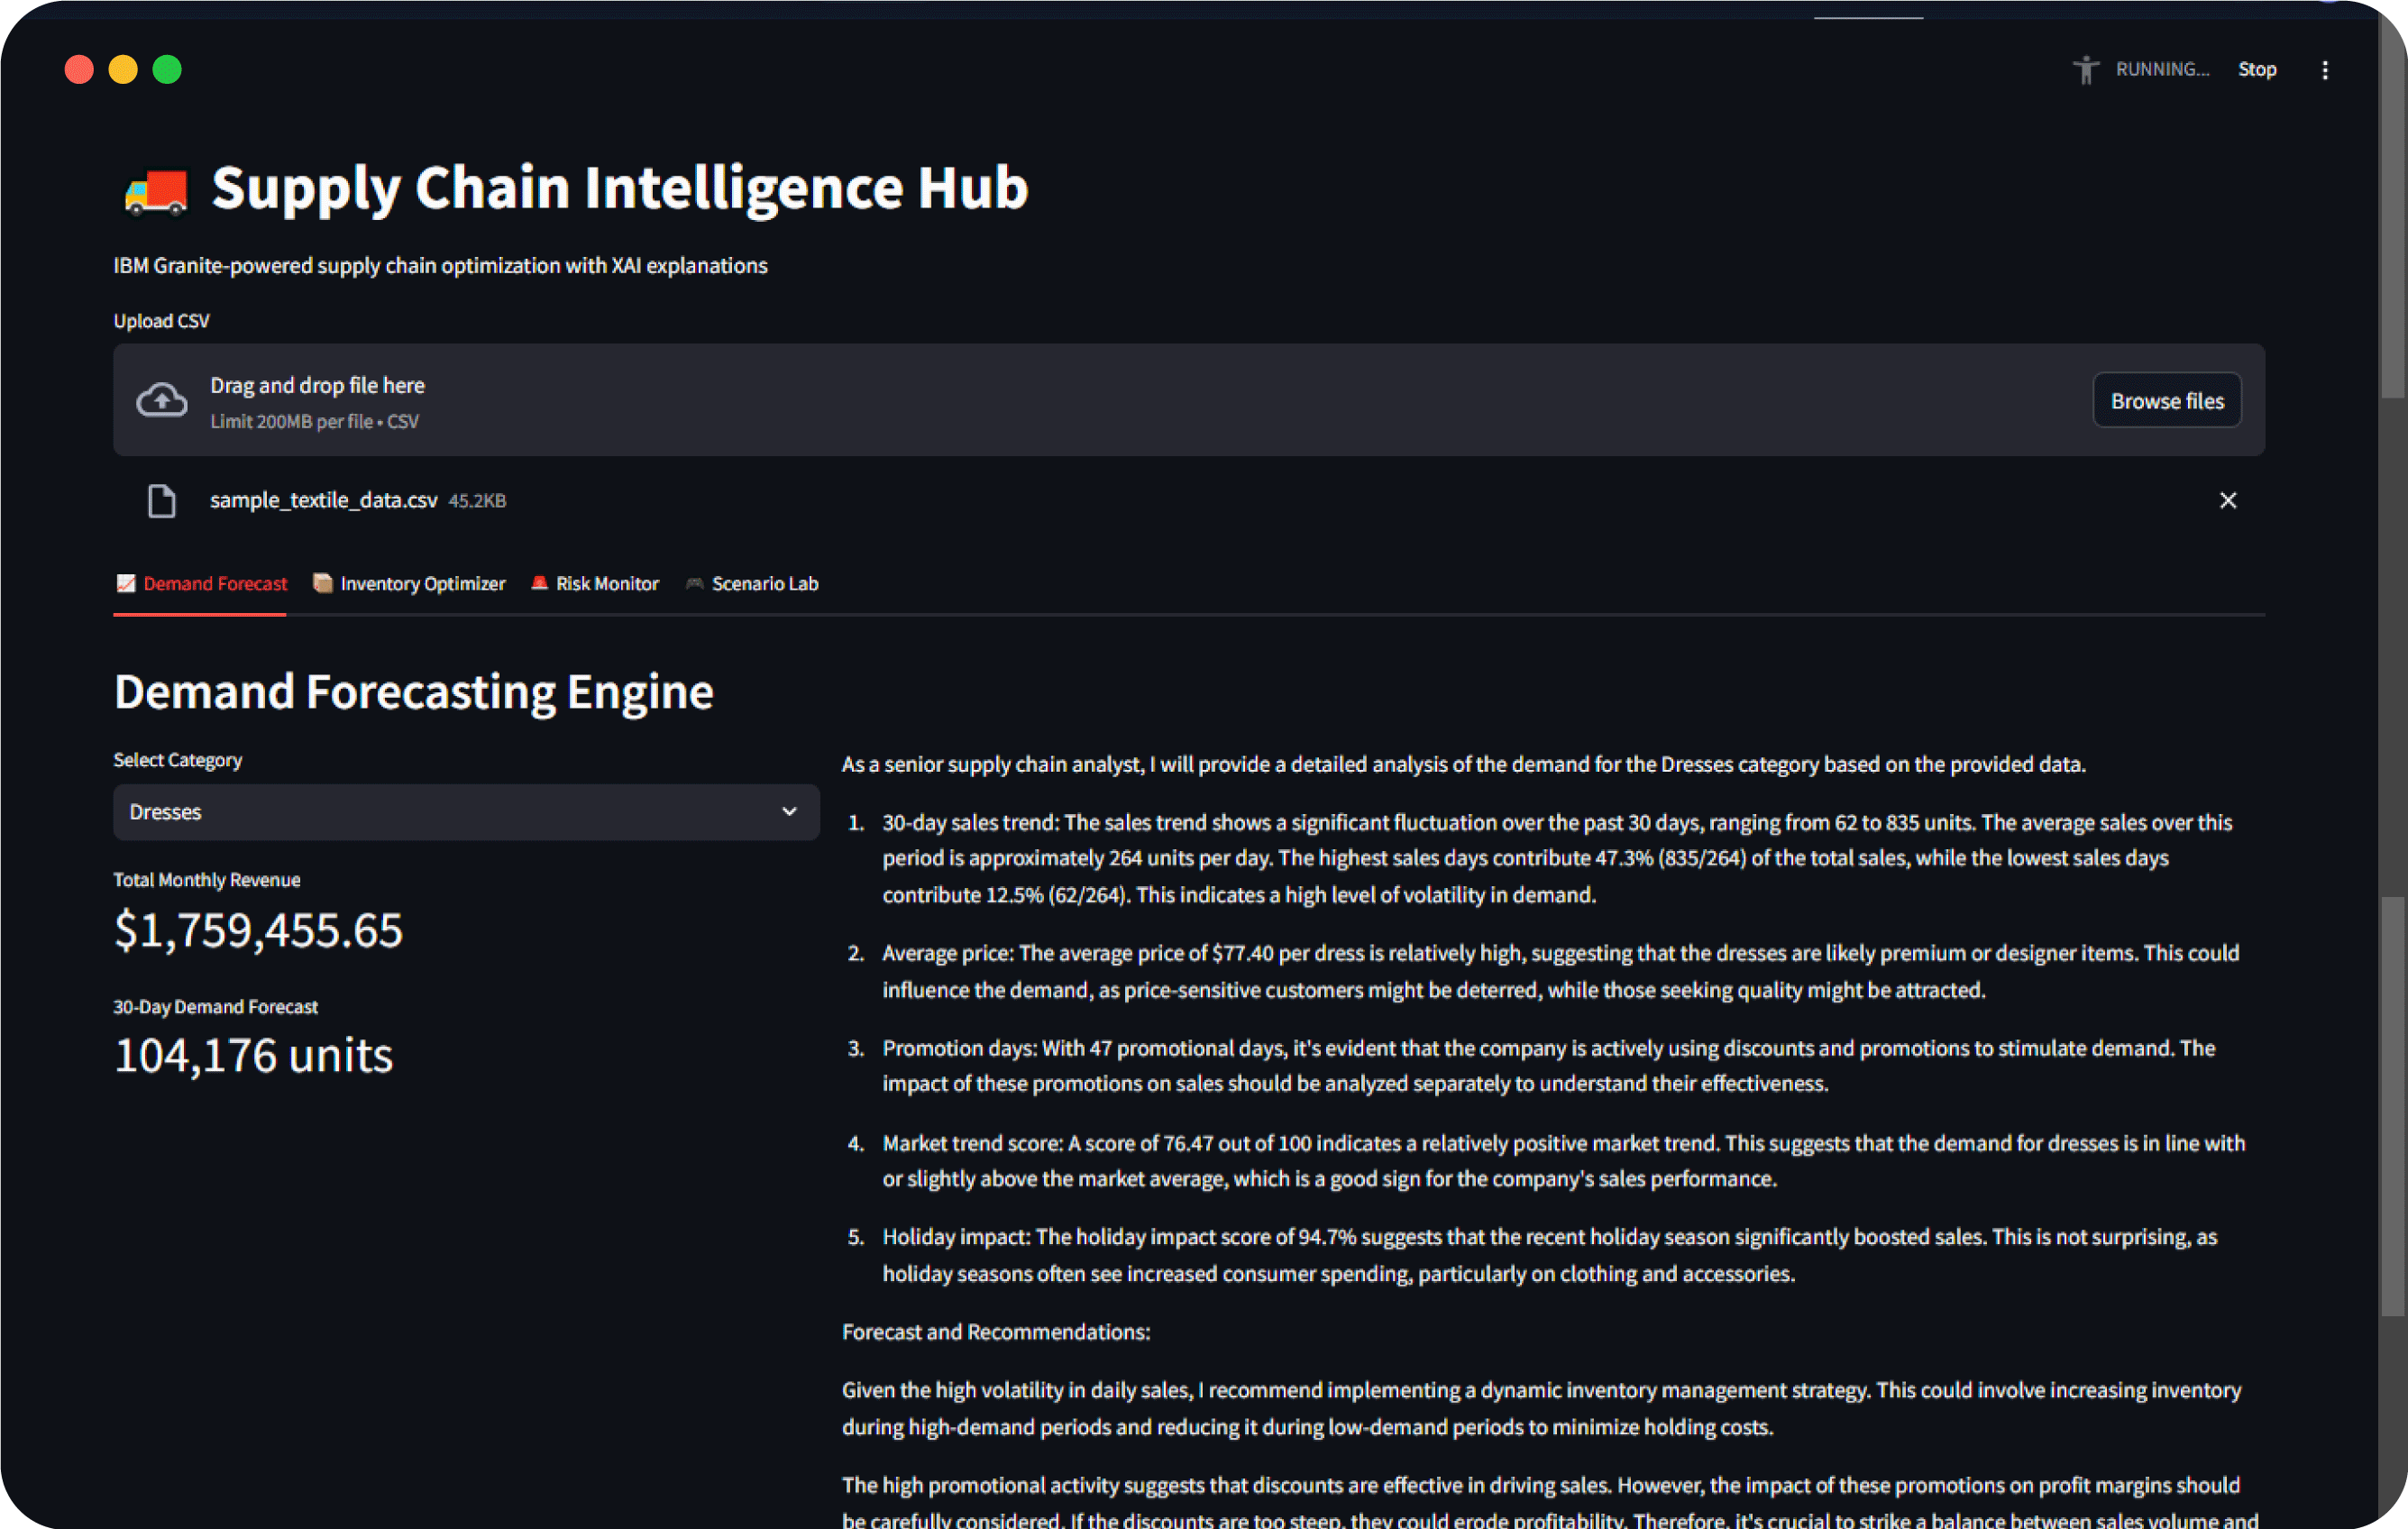 RUNNING...
Stop
Supply Chain Intelligence Hub
IBM Granite-powered supply chain optimization with XAI explanations
Upload CSV
Drag and drop file here
Limit 200MB per file • CSV
Browse files
sample_textile_data.csv 45.2KB
Demand Forecast
Inventory Optimizer
Risk Monitor
Scenario Lab
Demand Forecasting Engine
Select Category
Dresses
Total Monthly Revenue
$1,759,455.65
30-Day Demand Forecast
104,176 units
As a senior supply chain analyst, I will provide a detailed analysis of the demand for the Dresses category based on the provided data.
1. 30-day sales trend: The sales trend shows a significant fluctuation over the past 30 days, ranging from 62 to 835 units. The average sales over this
period is approximately 264 units per day. The highest sales days contribute 47.3% (835/264) of the total sales, while the lowest sales days
contribute 12.5% (62/264). This indicates a high level of volatility in demand.
2. Average price: The average price of $77.40 per dress is relatively high, suggesting that the dresses are likely premium or designer items. This could
influence the demand, as price-sensitive customers might be deterred, while those seeking quality might be attracted.
3. Promotion days: With 47 promotional days, it's evident that the company is actively using discounts and promotions to stimulate demand. The
impact of these promotions on sales should be analyzed separately to understand their effectiveness.
4. Market trend score: A score of 76.47 out of 100 indicates a relatively positive market trend. This suggests that the demand for dresses is in line with
or slightly above the market average, which is a good sign for the company's sales performance.
5. Holiday impact: The holiday impact score of 94.7% suggests that the recent holiday season significantly boosted sales. This is not surprising, as
holiday seasons often see increased consumer spending, particularly on clothing and accessories.
Forecast and Recommendations:
Given the high volatility in daily sales, I recommend implementing a dynamic inventory management strategy. This could involve increasing inventory
during high-demand periods and reducing it during low-demand periods to minimize holding costs.
The high promotional activity suggests that discounts are effective in driving sales. However, the impact of these promotions on profit margins should
be carefully considered. If the discounts are too steep, they could erode profitability. Therefore, it's crucial to strike a balance between sales volume and